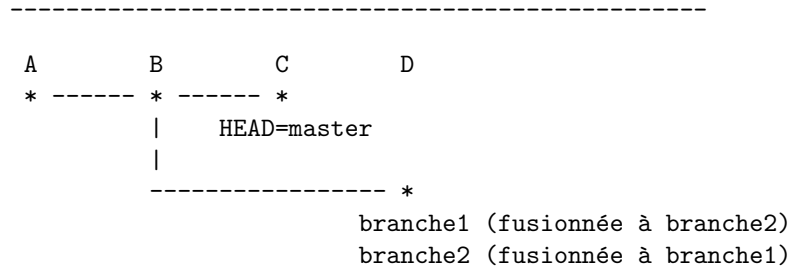 --------------------------------------------------
A B C D
* ------ * ------ *
| HEAD=master
|
----------------- *
branche1 (fusionnée à branche2)
branche2 (fusionnée à branche1)